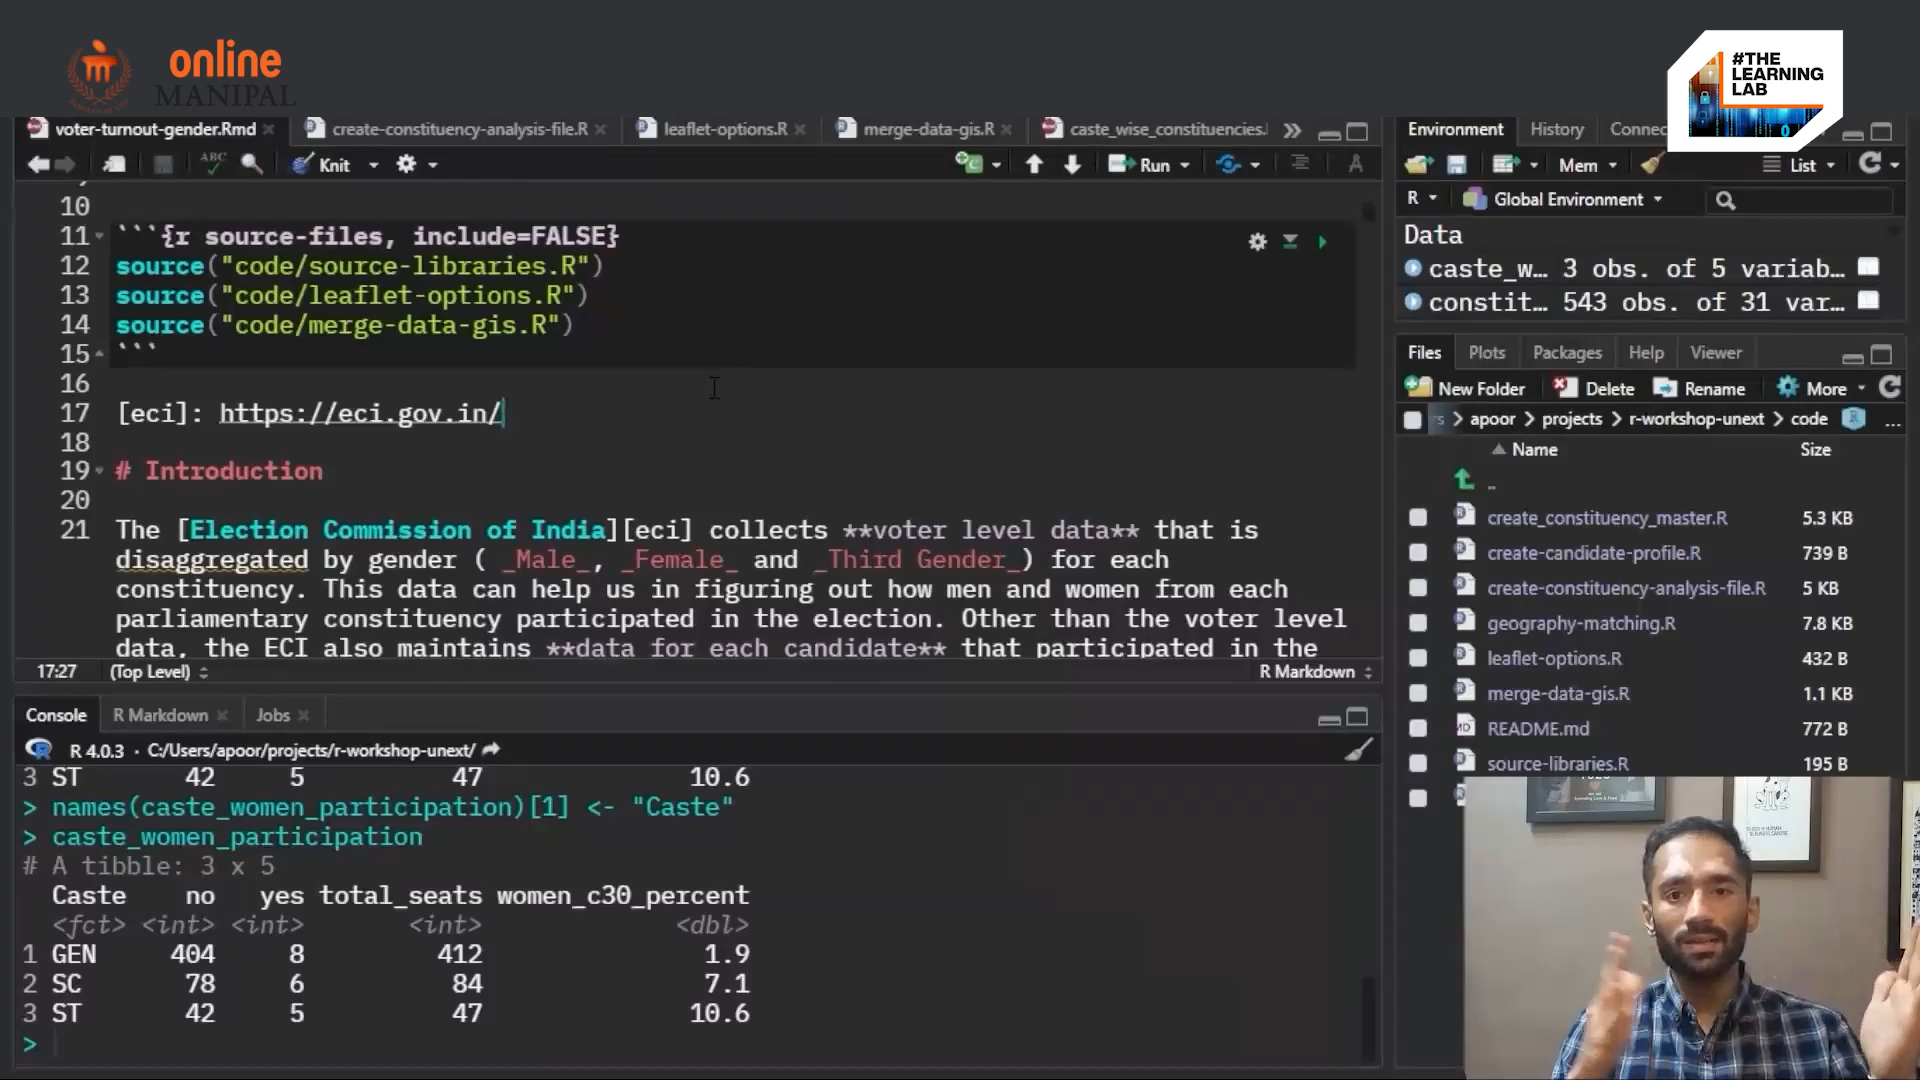 online
MANIPAL
#THE
LEARNING
LAB
voter-turnout-gender.Rmd
create-constituency-analysis-file.R
leaflet-options.R
merge-data-gis.R
caste_wise_constituencies.
ABC
Knit
Run
10
11 ```{r source-files, include=FALSE}
12 source("code/source-libraries.R")
13 source("code/leaflet-options.R")
14 source("code/merge-data-gis.R")
15 ```
16
17 [eci]: https://eci.gov.in/
18
19 # Introduction
20
21 The [Election Commission of India][eci] collects **voter level data** that is
disaggregated by gender ( _Male_, _Female_ and _Third Gender_) for each
constituency. This data can help us in figuring out how men and women from each
parliamentary constituency participated in the election. Other than the voter level
data, the ECI also maintains **data for each candidate** that participated in the
17:27 (Top Level) R Markdown
Console R Markdown Jobs
R 4.0.3 · C:/Users/apoor/projects/r-workshop-unext/
3 ST 42 5 47 10.6
> names(caste_women_participation)[1] <- "Caste"
> caste_women_participation
# A tibble: 3 x 5
Caste no yes total_seats women_c30_percent
<fct> <int> <int> <int> <dbl>
1 GEN 404 8 412 1.9
2 SC 78 6 84 7.1
3 ST 42 5 47 10.6
>
Environment History Connec
Mem List
R Global Environment
Data
caste_w… 3 obs. of 5 variab…
constit… 543 obs. of 31 var…
Files Plots Packages Help Viewer
New Folder Delete Rename More
apoor > projects > r-workshop-unext > code ...
Name Size
..
create_constituency_master.R 5.3 KB
create-candidate-profile.R 739 B
create-constituency-analysis-file.R 5 KB
geography-matching.R 7.8 KB
leaflet-options.R 432 B
merge-data-gis.R 1.1 KB
README.md 772 B
source-libraries.R 195 B